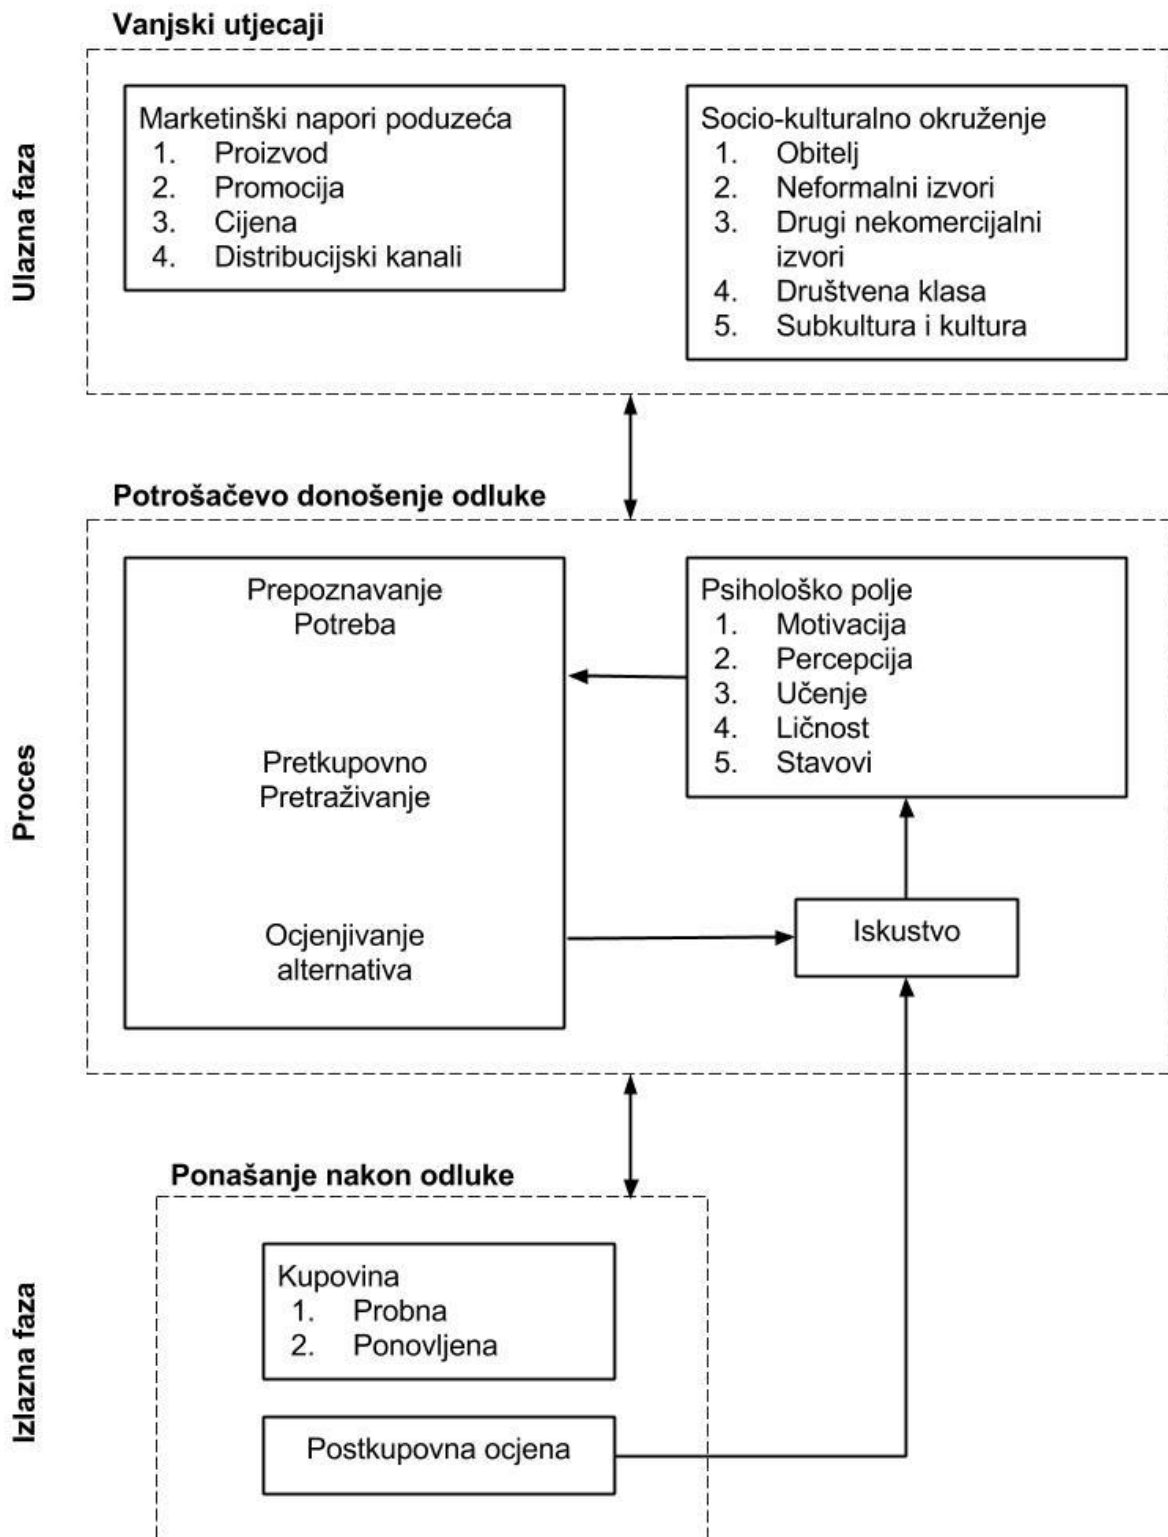 Vanjski utjecaji
Ulazna faza
Marketinški napori poduzeća
1. Proizvod
2. Promocija
3. Cijena
4. Distribucijski kanali
Socio-kulturalno okruženje
1. Obitelj
2. Neformalni izvori
3. Drugi nekomercijalni
izvori
4. Društvena klasa
5. Subkultura i kultura
Potrošačevo donošenje odluke
Proces
Prepoznavanje
Potreba
Pretkupovno
Pretraživanje
Ocjenjivanje
alternativa
Psihološko polje
1. Motivacija
2. Percepcija
3. Učenje
4. Ličnost
5. Stavovi
Iskustvo
Ponašanje nakon odluke
Izlazna faza
Kupovina
1. Probna
2. Ponovljena
Postkupovna ocjena